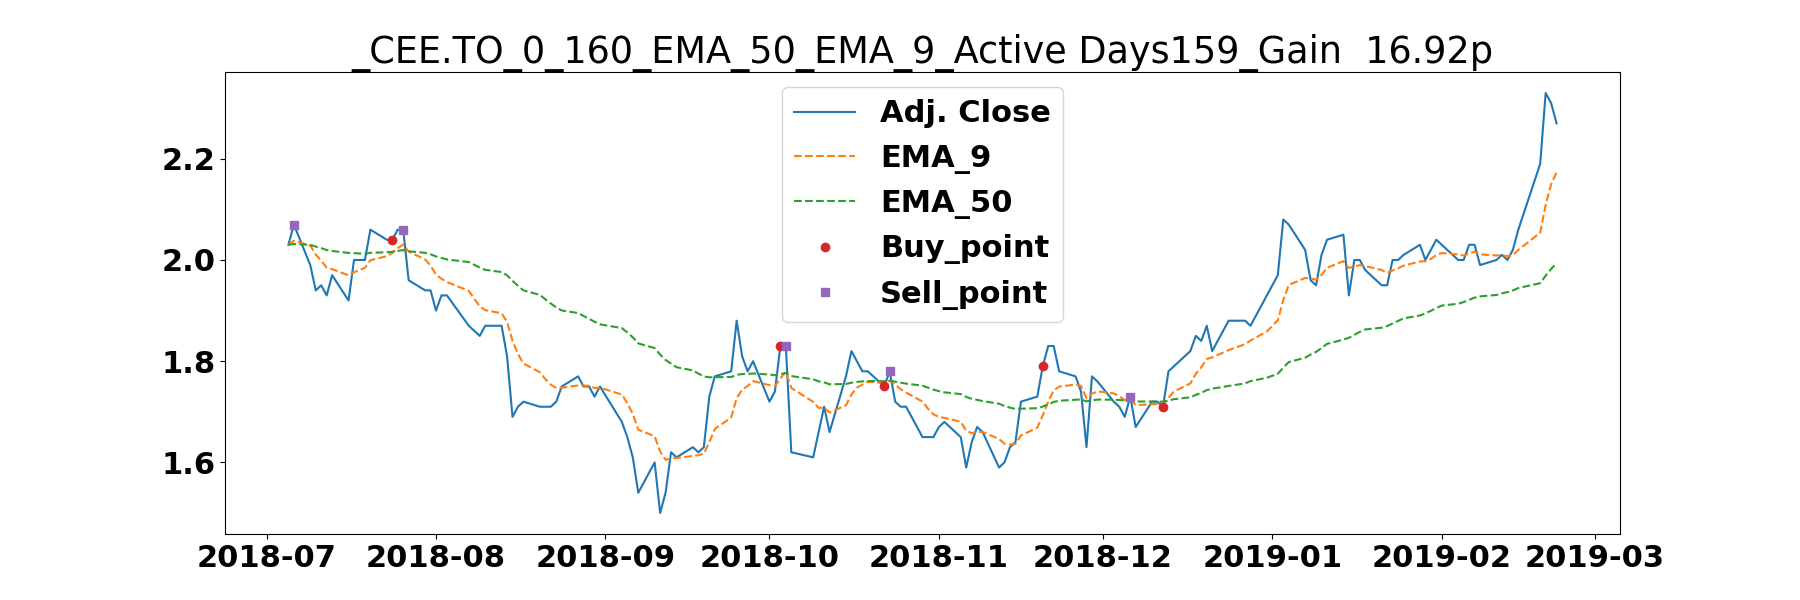 _CEE.TO_0_160_EMA_50_EMA_9_Active Days159_Gain  16.92p
Adj. Close
EMA_9
EMA_50
Buy_point
Sell_point
2.2
2.0
1.8
1.6
2018-07 2018-08 2018-09 2018-10 2018-11 2018-12 2019-01 2019-02 2019-03